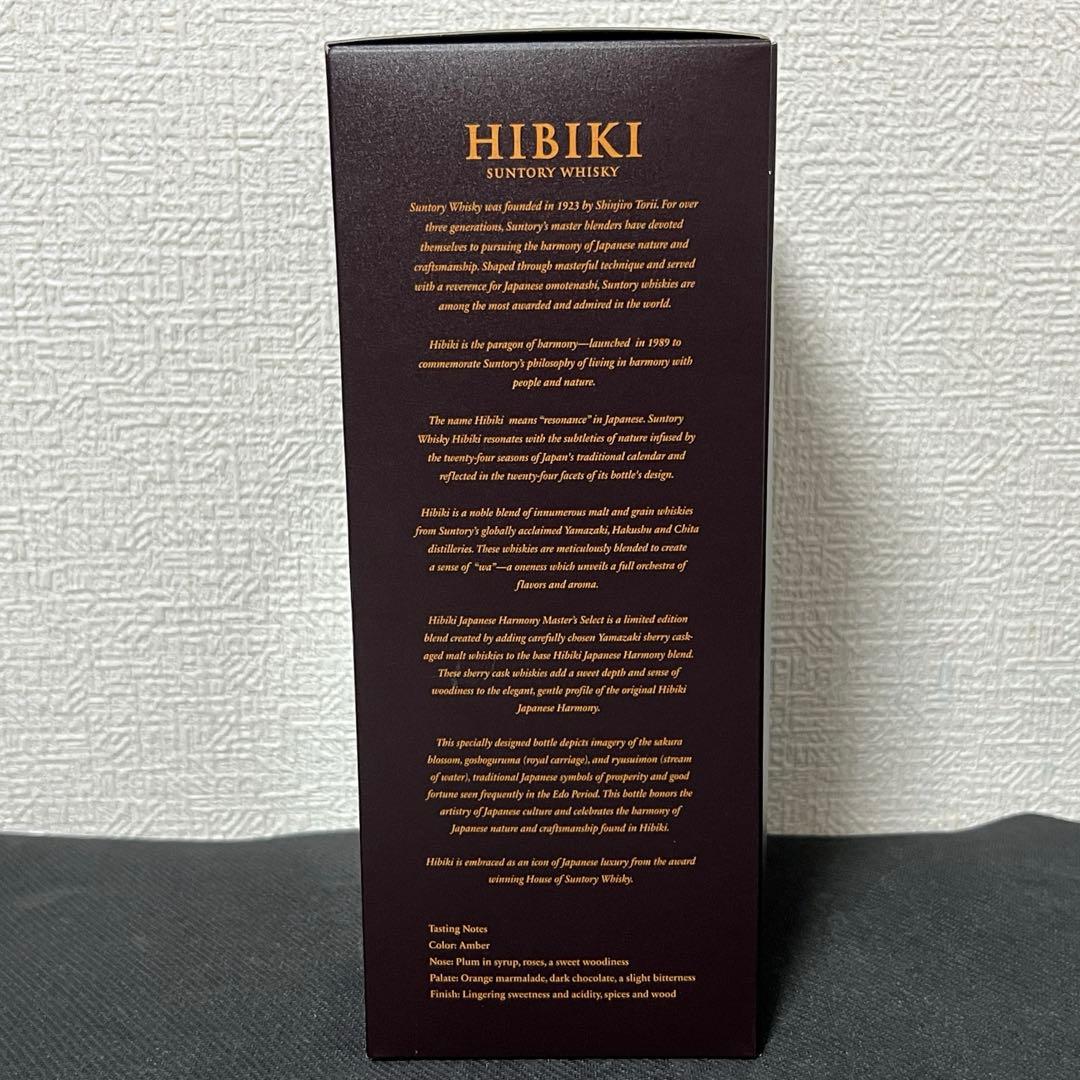 HIBIKI
SUNTORY WHISKY
Suntory Whisky was founded in 1923 by Shinjiro Torii. For over
three generations, Suntory's master blenders have devoted
themselves to pursuing the harmony of Japanese nature and
craftsmanship. Shaped through masterful technique and served
with a reverence for Japanese omotenashi, Suntory whiskies are
among the most awarded and admired in the world.
Hibiki is the paragon of harmony—launched in 1989 to
commemorate Suntory's philosophy of living in harmony with
people and nature.
The name Hibiki means “resonance” in Japanese. Suntory
Whisky Hibiki resonates with the subtleties of nature infused by
the twenty-four seasons of Japan's traditional calendar and
reflected in the twenty-four facets of its bottle's design.
Hibiki is a noble blend of innumerous malt and grain whiskies
from Suntory's globally acclaimed Yamazaki, Hakushu and Chita
distilleries. These whiskies are meticulously blended to create
a sense of “wa”—a oneness which unveils a full orchestra of
flavors and aroma.
Hibiki Japanese Harmony Master's Select is a limited edition
blend created by adding carefully chosen Yamazaki sherry cask-
aged malt whiskies to the base Hibiki Japanese Harmony blend.
These sherry cask whiskies add a sweet depth and sense of
woodiness to the elegant, gentle profile of the original Hibiki
Japanese Harmony.
This specially designed bottle depicts imagery of the sakura
blossom, goshoguruma (royal carriage), and ryusuimon (stream
of water), traditional Japanese symbols of prosperity and good
fortune seen frequently in the Edo Period. This bottle honors the
artistry of Japanese culture and celebrates the harmony of
Japanese nature and craftsmanship found in Hibiki.
Hibiki is embraced as an icon of Japanese luxury from the award
winning House of Suntory Whisky.
Tasting Notes
Color: Amber
Nose: Plum in syrup, roses, a sweet woodiness
Palate: Orange marmalade, dark chocolate, a slight bitterness
Finish: Lingering sweetness and acidity, spices and wood